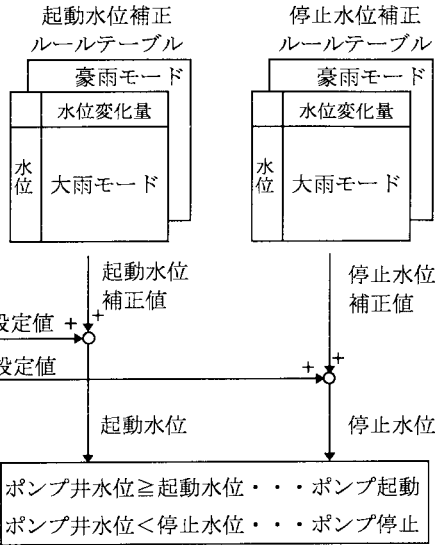 起動水位補正
ルールテーブル
停止水位補正
ルールテーブル
豪雨モード
水位変化量
水位
大雨モード
豪雨モード
水位変化量
水位
大雨モード
起動水位
補正値
停止水位
補正値
設定値 + +
設定値 + +
起動水位
停止水位
ポンプ井水位≧起動水位・・・ポンプ起動
ポンプ井水位<停止水位・・・ポンプ停止